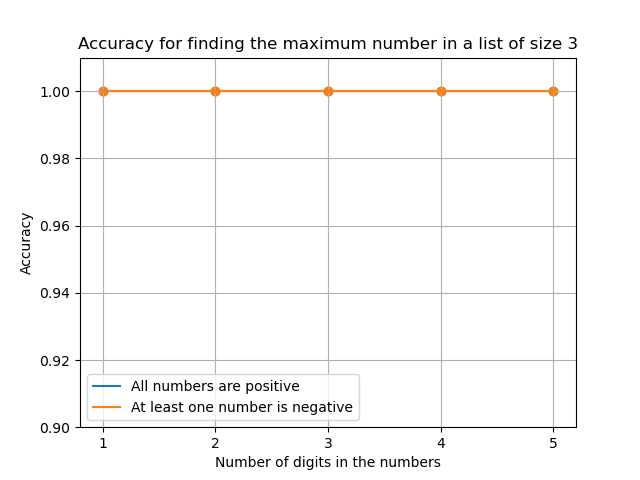 Accuracy for finding the maximum number in a list of size 3
1.00
0.98
0.96
0.94
0.92
0.90
Accuracy
All numbers are positive
At least one number is negative
1 2 3 4 5
Number of digits in the numbers